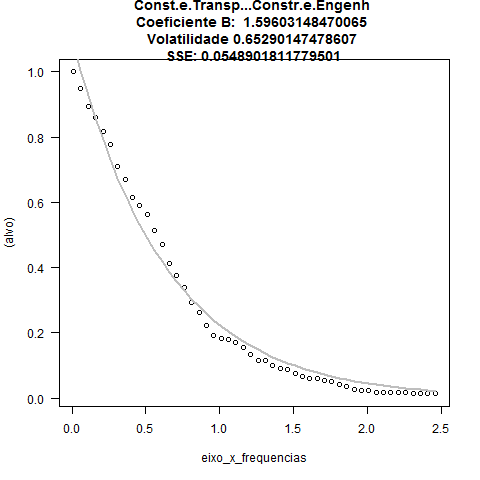 Const.e.Transp...Constr.e.Engenh
Coeficiente B:  1.59603148470065
Volatilidade 0.65290147478607
SSE: 0.0548901811779501
1.0
0.8
0.6
0.4
0.2
0.0
(alvo)
0.0 0.5 1.0 1.5 2.0 2.5
eixo_x_frequencias